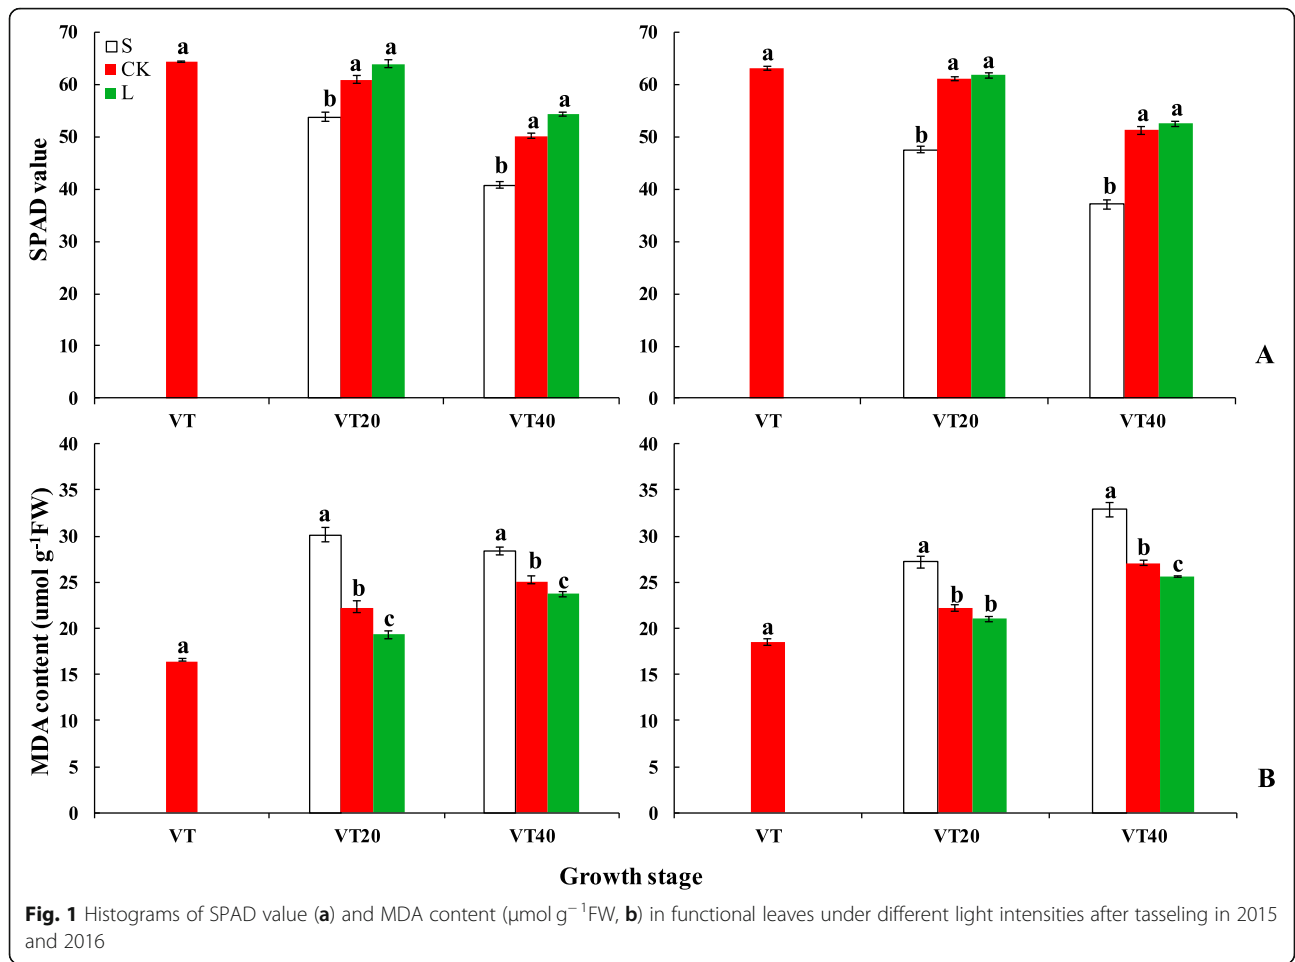 70
60
50
40
30
20
10
0
SPAD value
S
CK
L
a
b
a
a
b
a
a
VT
VT20
VT40
70
60
50
40
30
20
10
0
a
b
a
a
b
a
a
VT
VT20
VT40
A
40
35
30
25
20
15
10
5
0
MDA content (umol g-1FW)
a
a
b
c
a
b
c
VT
VT20
VT40
40
35
30
25
20
15
10
5
0
a
a
b
b
a
b
c
VT
VT20
VT40
B
Growth stage
Fig. 1 Histograms of SPAD value (a) and MDA content (μmol g−1FW, b) in functional leaves under different light intensities after tasseling in 2015
and 2016